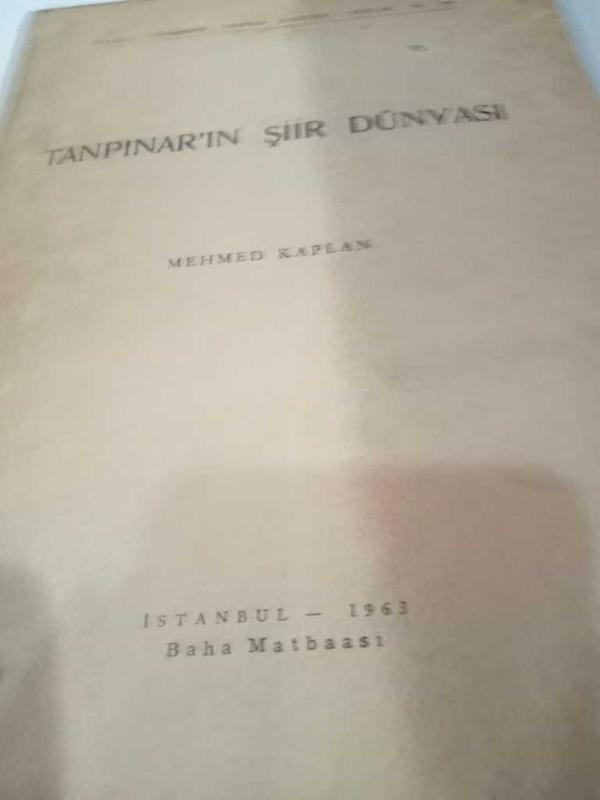 TANPINAR'IN ŞİİR DÜNYASI
MEHMED KAPLAN
İSTANBUL — 1963
Baha Matbaası